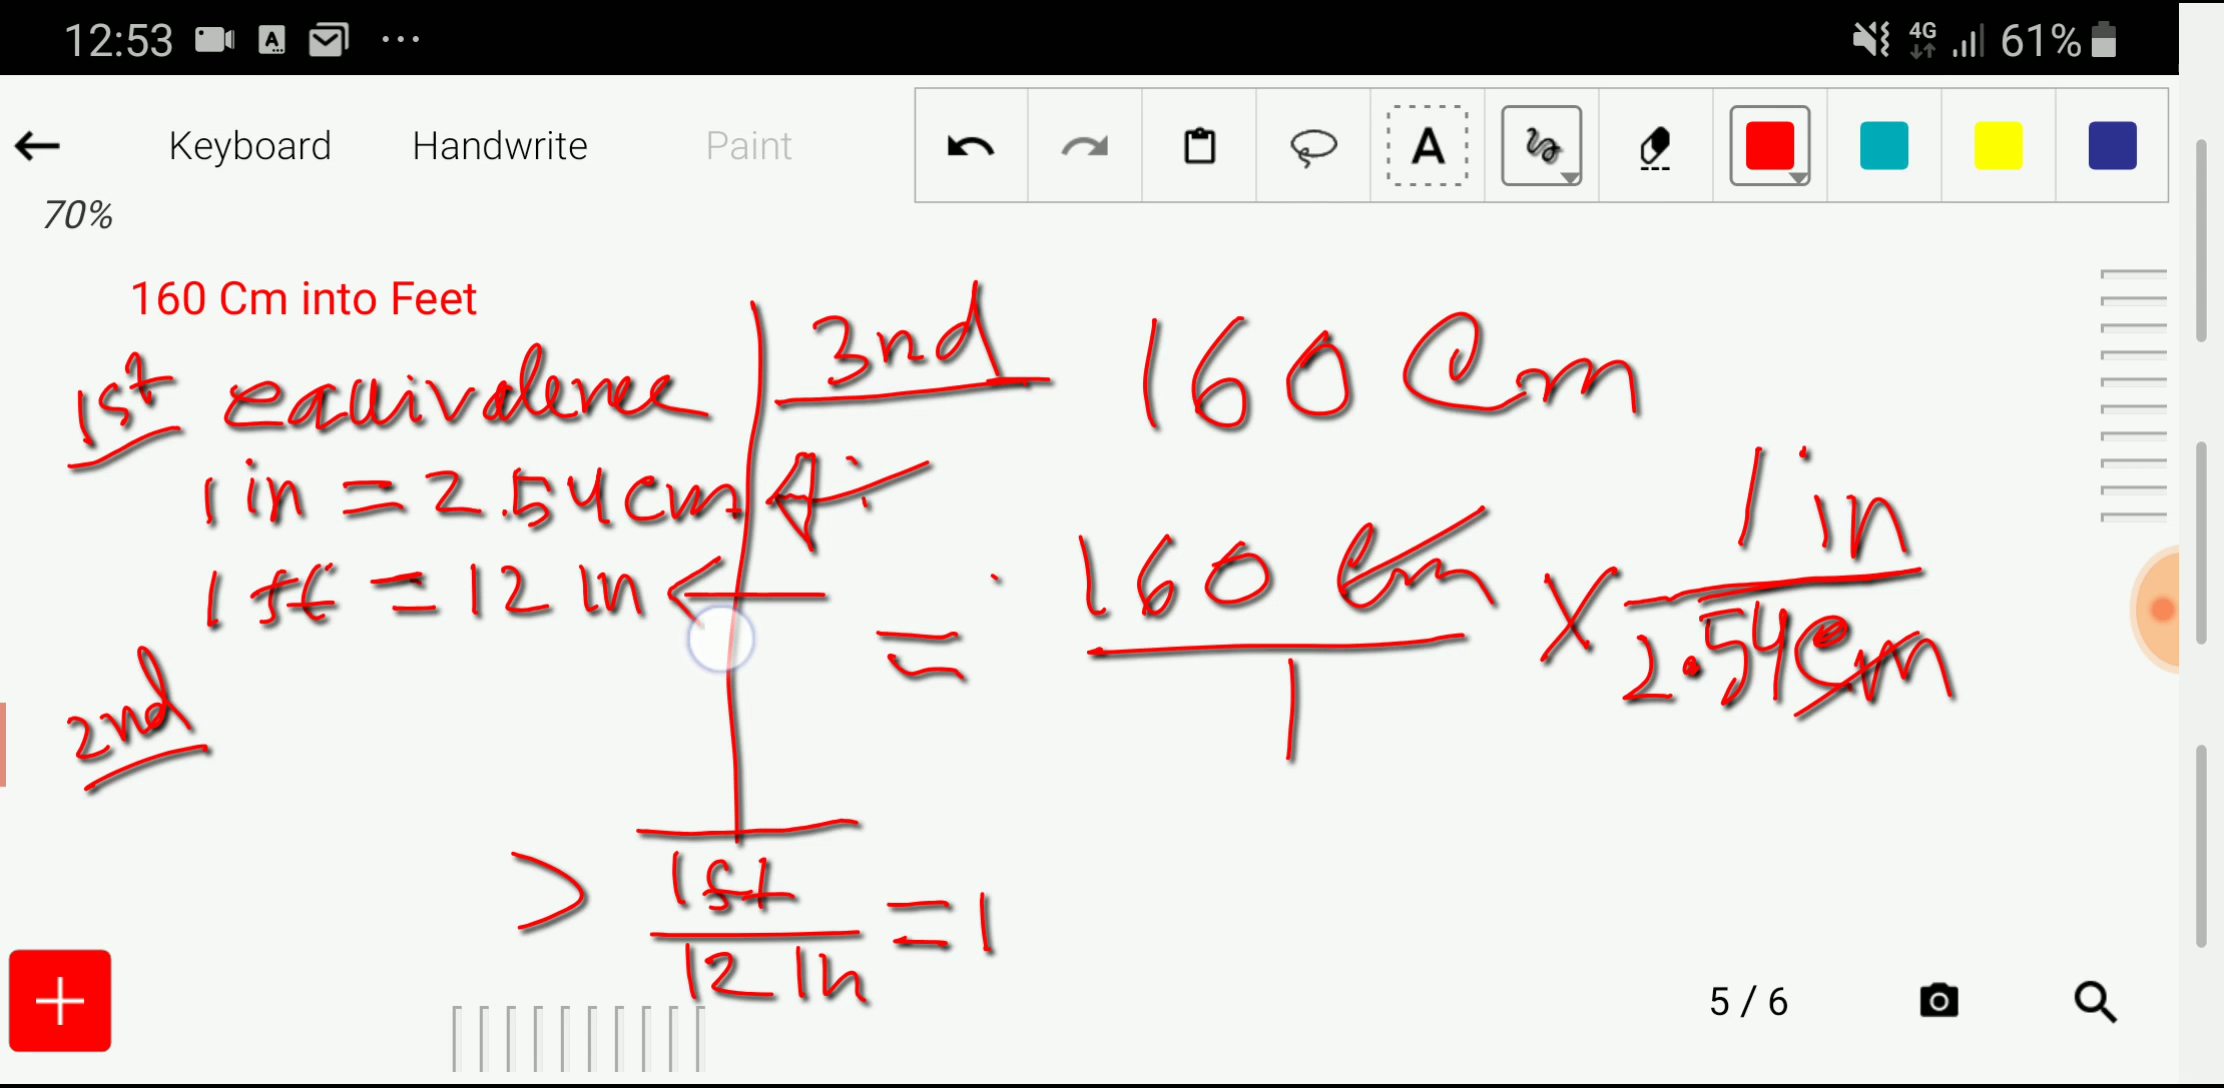 12:53 A 4G 61%
Keyboard Handwrite Paint A
70%
160 Cm into Feet
1st equivalence
1 in = 2.54 cm
1 ft = 12 in
2nd
1ft / 12 in = 1
3nd 160 Cm
= 160 Cm / 1 × 1 in / 2.54 cm
5 / 6